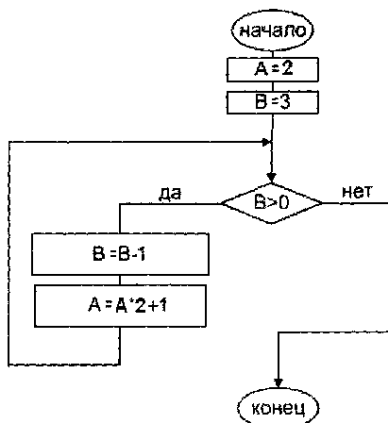 начало
A=2
B=3
да
B>0
нет
B=B-1
A=A*2+1
конец